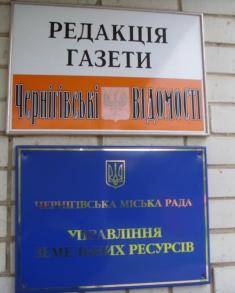 РЕДАКЦІЯ
ГАЗЕТИ
Чернігівські ВІДОМОСТІ
ЧЕРНІГІВСЬКА МІСЬКА РАДА
УПРАВЛІННЯ
ЗЕМЕЛЬНИХ РЕСУРСІВ